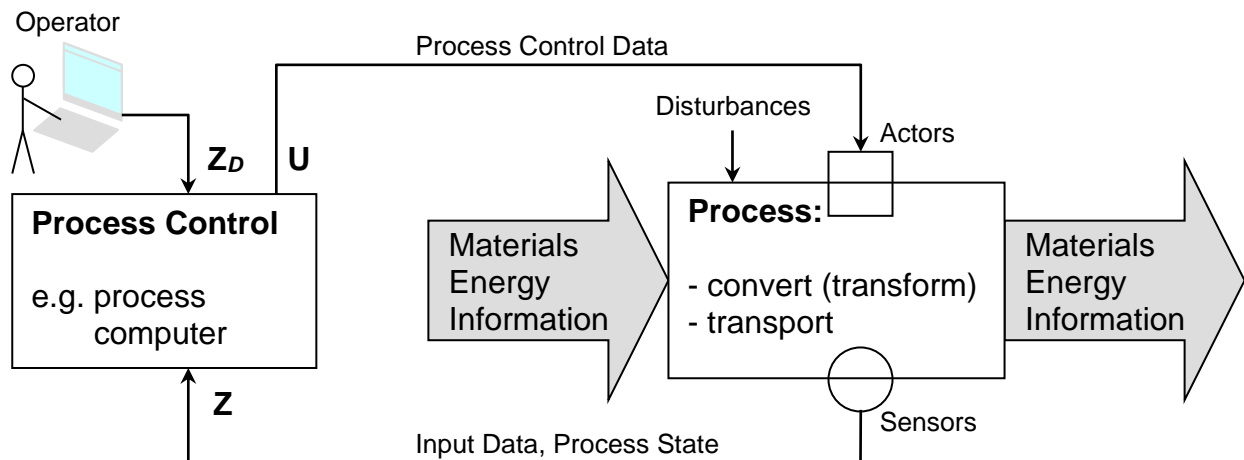 Operator
Process Control Data
Disturbances
Actors
Z_D U
Process Control
e.g. process
computer
Materials
Energy
Information
Process:
- convert (transform)
- transport
Materials
Energy
Information
Z
Input Data, Process State
Sensors